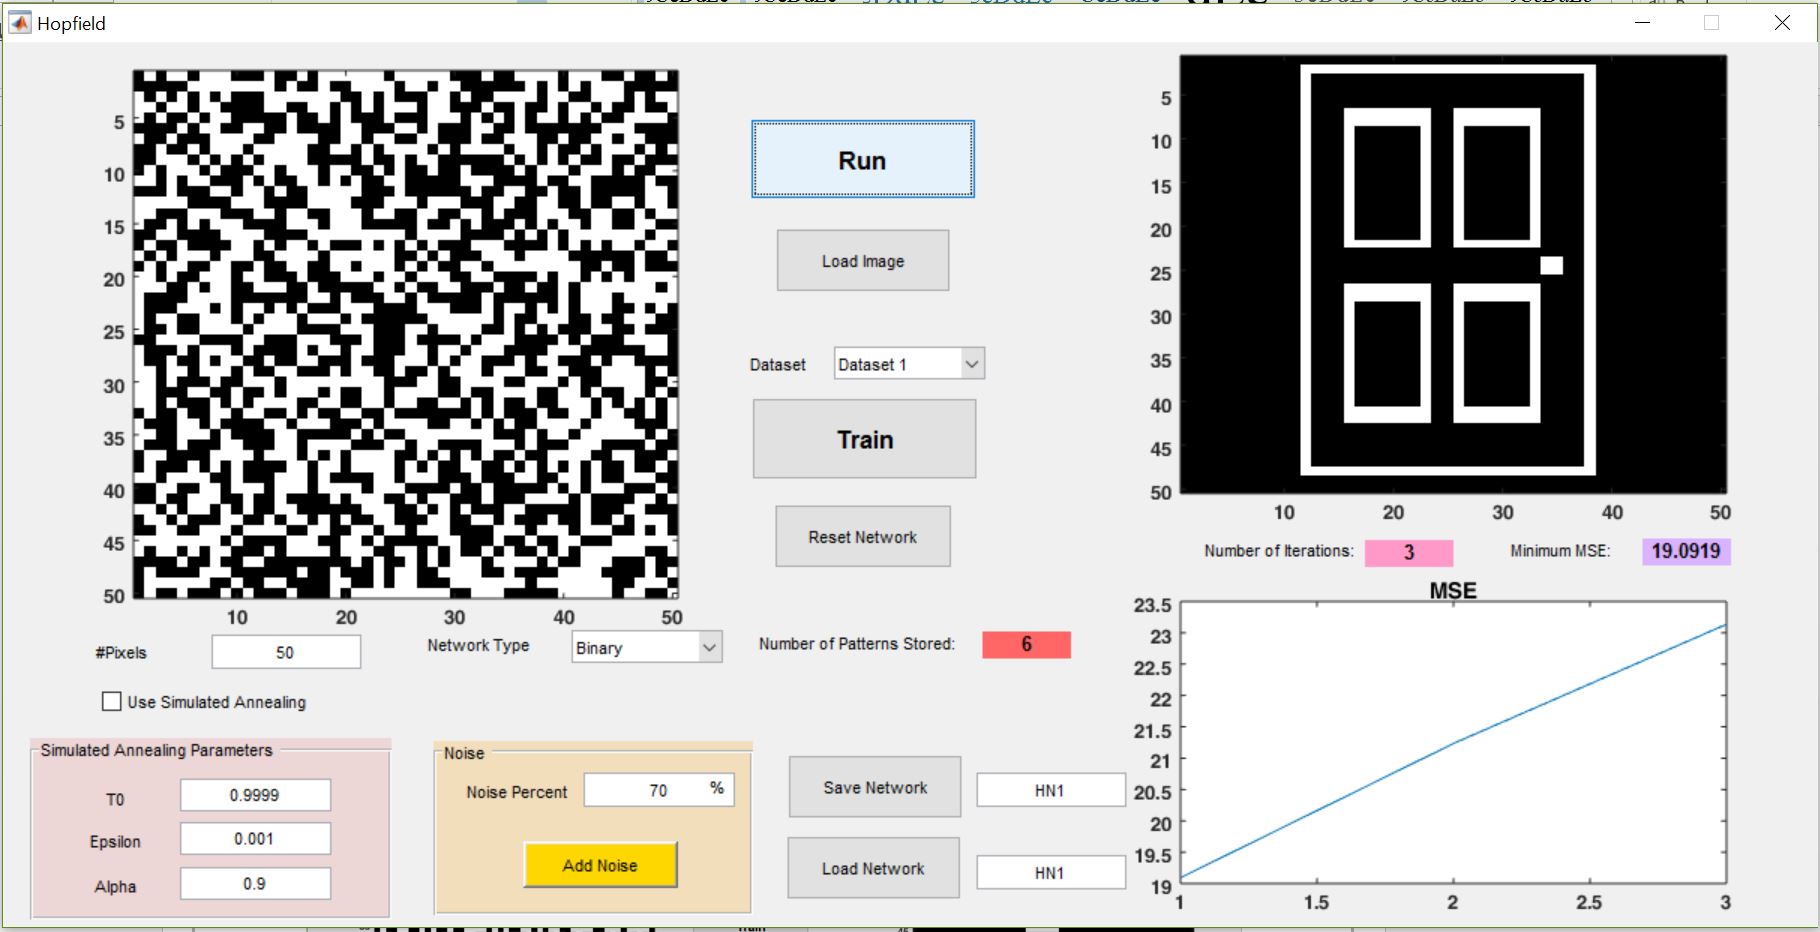 Hopfield
5
10
15
20
25
30
35
40
45
50
10 20 30 40 50
#Pixels 50
Network Type Binary
Use Simulated Annealing
Simulated Annealing Parameters
T0 0.9999
Epsilon 0.001
Alpha 0.9
Noise
Noise Percent 70 %
Add Noise
Run
Load Image
Dataset Dataset 1
Train
Reset Network
Number of Patterns Stored: 6
Save Network HN1
Load Network HN1
5
10
15
20
25
30
35
40
45
50
10 20 30 40 50
Number of Iterations: 3 Minimum MSE: 19.0919
MSE
23.5
23
22.5
22
21.5
21
20.5
20
19.5
19
1 1.5 2 2.5 3